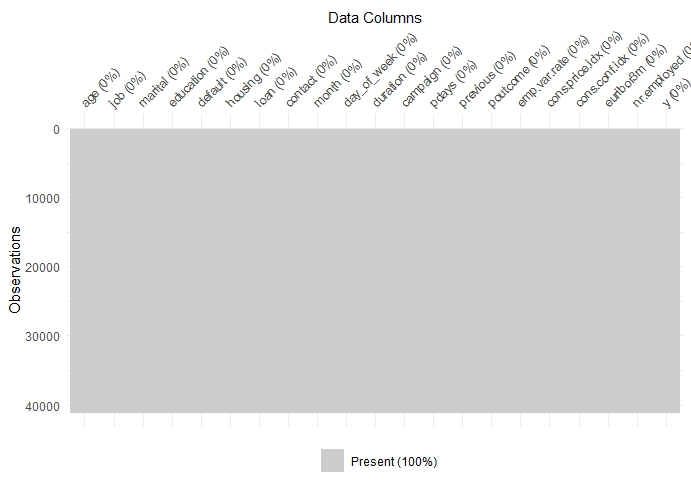 Data Columns
age (0%)
job (0%)
marital (0%)
education (0%)
default (0%)
housing (0%)
loan (0%)
contact (0%)
month (0%)
day_of_week (0%)
duration (0%)
campaign (0%)
pdays (0%)
previous (0%)
poutcome (0%)
emp.var.rate (0%)
cons.price.idx (0%)
cons.conf.idx (0%)
euribor3m (0%)
nr.employed (0%
y (0%)
Observations
0
10000
20000
30000
40000
Present (100%)